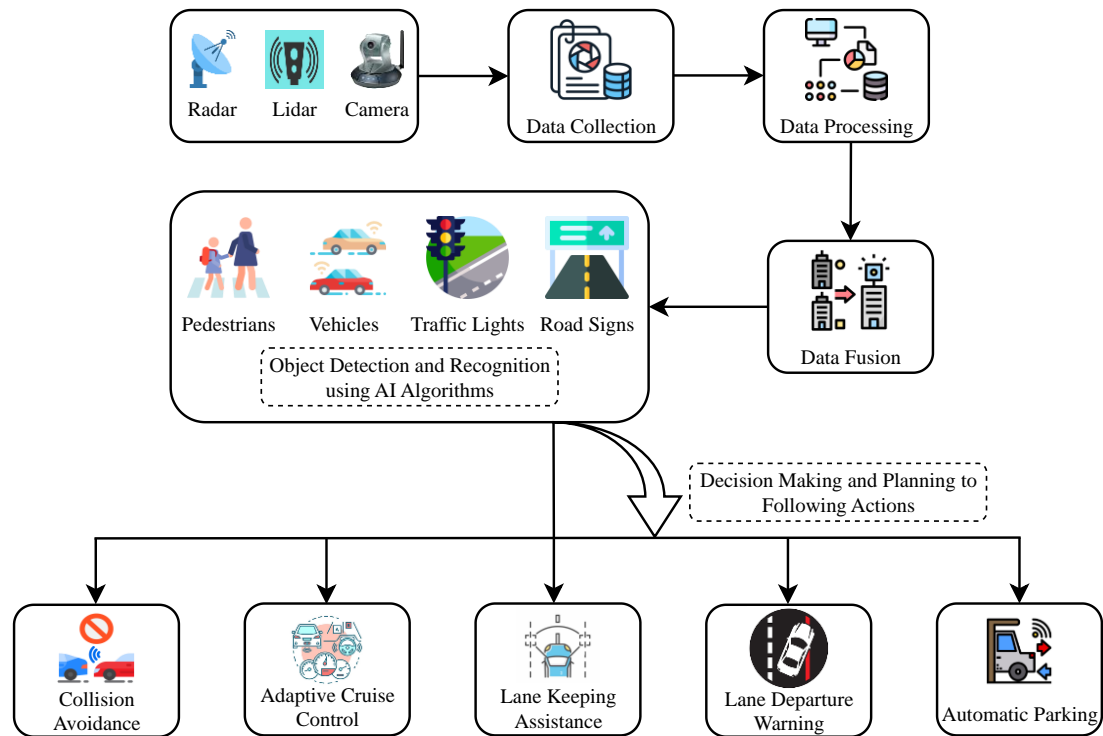 Radar
Lidar
Camera
Data Collection
Data Processing
Data Fusion
Pedestrians
Vehicles
Traffic Lights
Road Signs
Object Detection and Recognition
using AI Algorithms
Decision Making and Planning to
Following Actions
Collision
Avoidance
Adaptive Cruise
Control
Lane Keeping
Assistance
Lane Departure
Warning
Automatic Parking